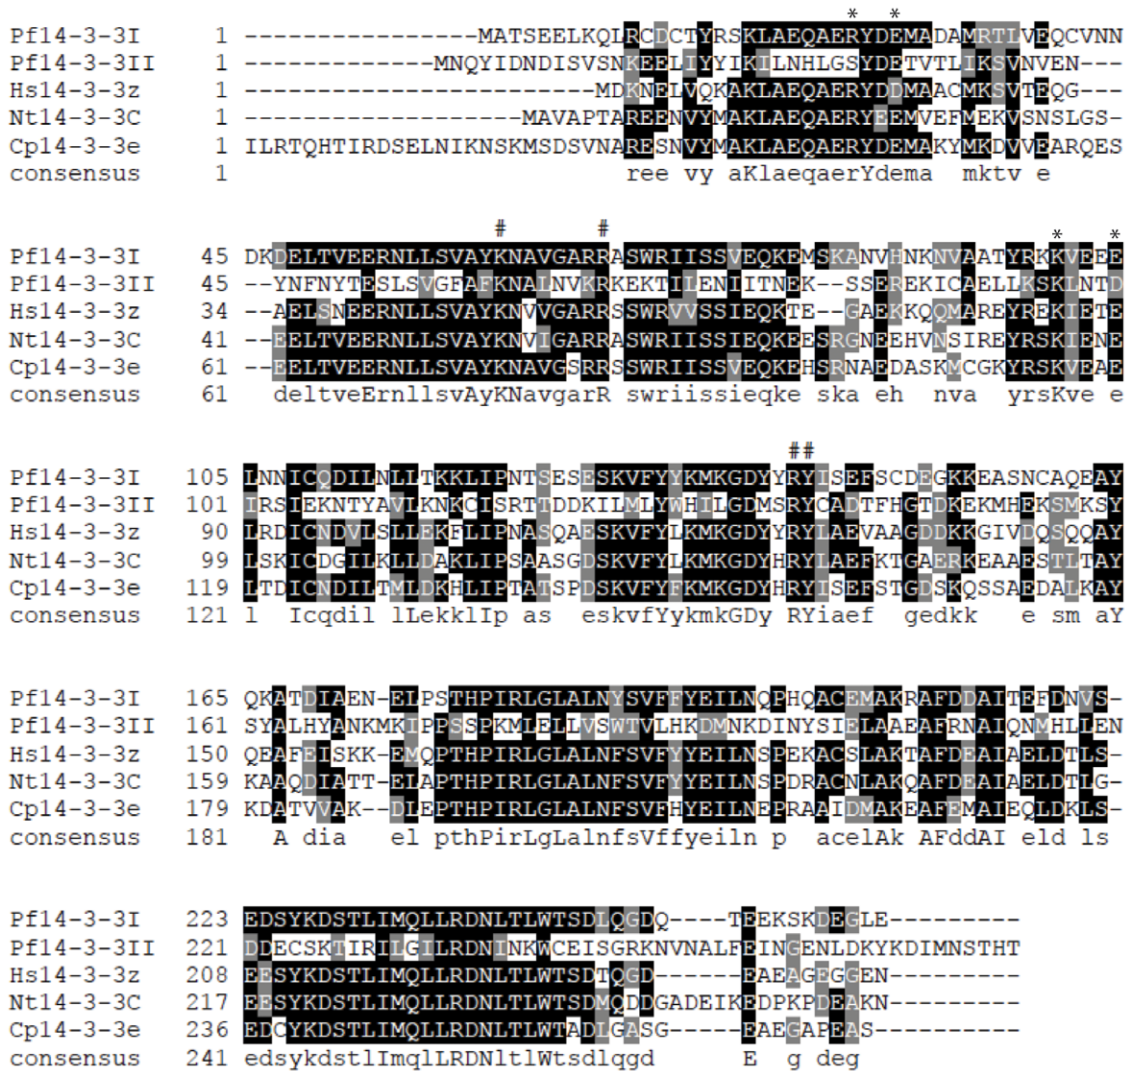 * *
Pf14-3-3I 1 ----------------MATSEELKQLRCDCTYRSKLAEQAERYDEMADAMRTLVEQCVNN
Pf14-3-3II 1 -------------MNQYIDNDISVSNKEELIYYIKILNHLGSYDETVTLIKSVNVEN---
Hs14-3-3z 1 ------------------------MDKNELVQKAKLAEQAERYDDMAACMKSVTEQG---
Nt14-3-3C 1 -------------------MAVAPTAREENVYMAKLAEQAERYEEMVEFMEKVSNSLGS-
Cp14-3-3e 1 ILRTQHTIRDSELNIKNSKMSDSVNARESNVYMAKLAEQAERYDEMAKYMKDVVEARQES
consensus 1 ree vy aKlaeqaerYdema mktv e
# # * *
Pf14-3-3I 45 DKDELTVEERNLLSVAYKNAVGARRASWRIISSVEQKEMSKANVHNKNVAATYRKKVEEE
Pf14-3-3II 45 --YNFNYTESLSVGFAFKNALNVKRKEKTILENIITNEK--SSEREKICAELLKSKLNTD
Hs14-3-3z 34 --AELSNEERNLLSVAYKNVVGARRSSWRVVSSIEQKTE--GAEKKQQMAREYREKIETE
Nt14-3-3C 41 --EELTVEERNLLSVAYKNVIGARRASWRIISSIEQKEESRGNEEHVNSIREYRSKIENE
Cp14-3-3e 61 --EELTVEERNLLSVAYKNAVGSRRSSWRIISSVEQKEHSRNAEDASKMCGKYRSKVEAE
consensus 61 deltveErnllsvAyKNavgarR swriissieqke ska eh nva yrsKve e
##
Pf14-3-3I 105 LNNICQDILNLLTKKLIPNTSESESKVFYYKMKGDYYRYISEFSCDEGKKEASNCAQEAY
Pf14-3-3II 101 IRSIEKNTYAVLKNKCISRTTDDKILMLYWHILGDMSRYCADTFHGTDKEKMHEKSMKSY
Hs14-3-3z 90 LRDICNDVLSLLEKFLIPNASQAESKVFYLKMKGDYYRYLAEVAAGDDKKGIVDQSQQAY
Nt14-3-3C 99 LSKICDGILKLLDAKLIPSAASGDSKVFYLKMKGDYHRYLAEFKTGAERKEAAESTLTAY
Cp14-3-3e 119 LTDICNDILTMLDKHLIPTATSPDSKVFYFKMKGDYHRYISEFSTGDSKQSSAEDALKAY
consensus 121 l Icqdil lLekklIp as eskvfYykmkGDy RYiaef gedkk e sm aY
Pf14-3-3I 165 QKATDIAEN-ELPSTHPIRLGLALNYSVFFYEILNQPHQACEMAKRAFDDAITEFDNVS-
Pf14-3-3II 161 SYALHYANKMKIPPSSPKMLELLVSWTVLHKDMNKDINYSIELAAEAFRNAIQNMHLLEN
Hs14-3-3z 150 QEAFEISKK-EMQPTHPIRLGLALNFSVFYYEILNSPEKACSLAKTAFDEAIAELDTLS-
Nt14-3-3C 159 KAAQDIATT-ELAPTHPIRLGLALNFSVFYYEILNSPDRACNLAKQAFDEAIAELDTLG-
Cp14-3-3e 179 KDATVVAK--DLEPTHPIRLGLALNFSVFHYEILNEPRAAIDMAKEAFEMAIEQLDKLS-
consensus 181 A dia el pthPirLgLalnfsVffyeiln p acelAk AFddAI eld ls
Pf14-3-3I 223 EDSYKDSTLIMQLLRDNLTLWTSDLQGDQ----TEEKSKDEGLE---------
Pf14-3-3II 221 DDECSKTIRILGILRDNINKWCEISGRKNVNALFEINGENLDKYKDIMNSTHT
Hs14-3-3z 208 EESYKDSTLIMQLLRDNLTLWTSDTQGD------EAEAGEGGEN---------
Nt14-3-3C 217 EESYKDSTLIMQLLRDNLTLWTSDMQDDGADEIKEDPKPDEAKN---------
Cp14-3-3e 236 EDCYKDSTLIMQLLRDNLTLWTADLGASG-----EAEGAPEAS----------
consensus 241 edsykdstlImqlLRDNltlWtsdlqgd E g deg